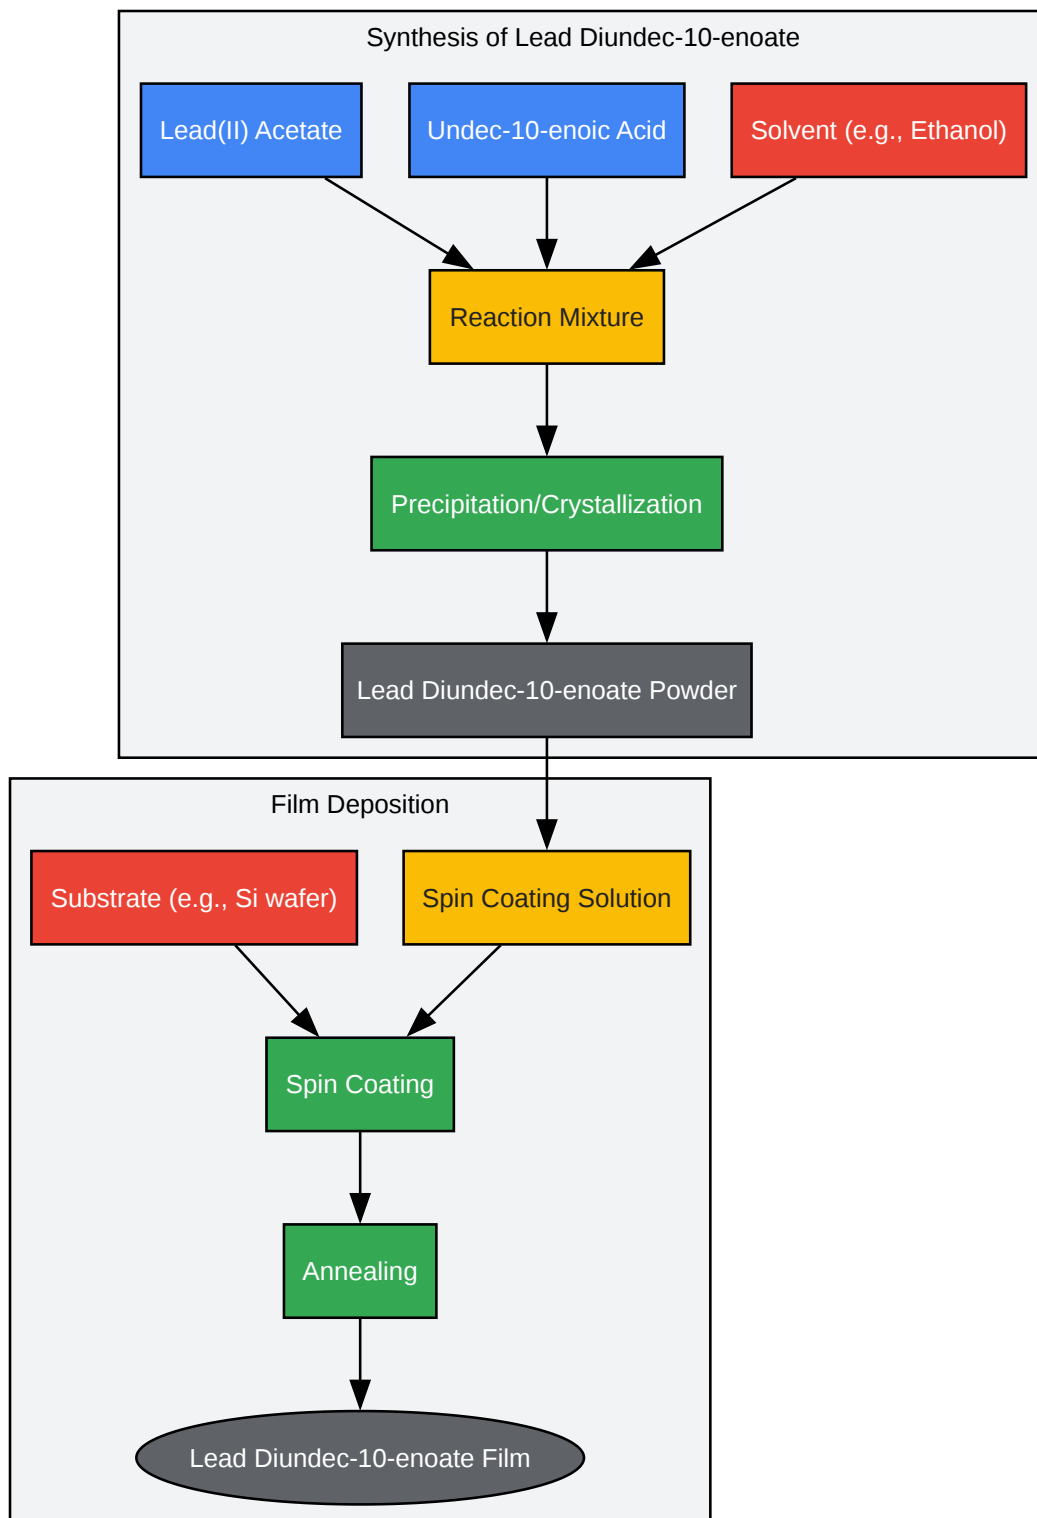 Synthesis of Lead Diundec-10-enoate
Lead(II) Acetate
Undec-10-enoic Acid
Solvent (e.g., Ethanol)
Reaction Mixture
Precipitation/Crystallization
Lead Diundec-10-enoate Powder
Film Deposition
Substrate (e.g., Si wafer)
Spin Coating Solution
Spin Coating
Annealing
Lead Diundec-10-enoate Film